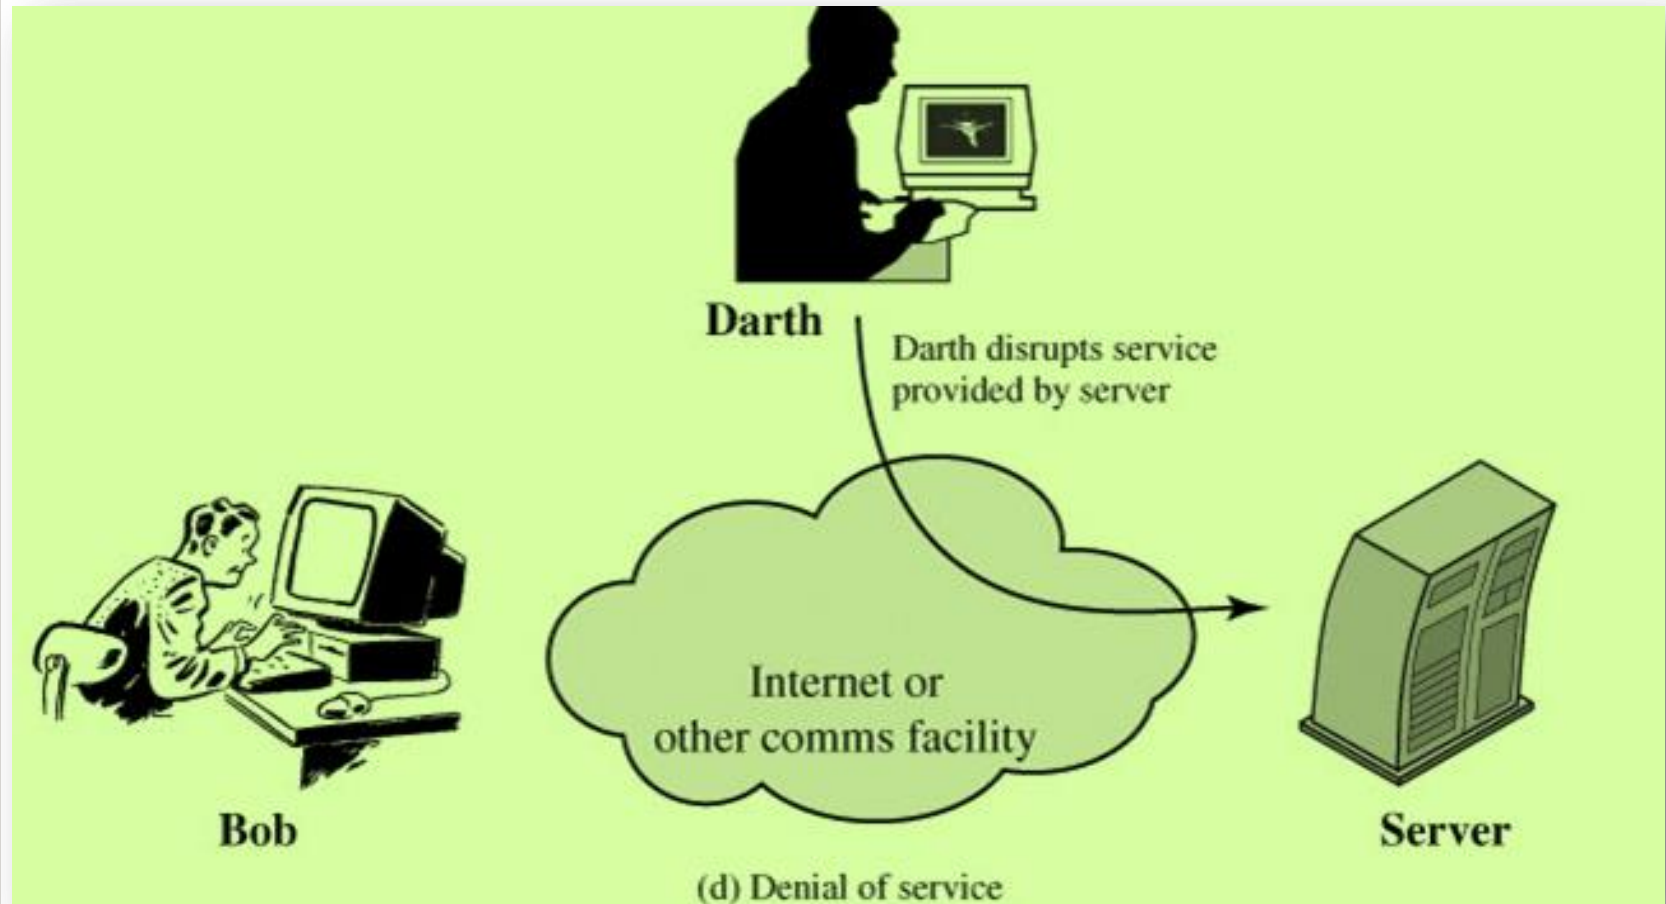 Darth
Darth disrupts service
provided by server
Internet or
other comms facility
Bob
Server
(d) Denial of service